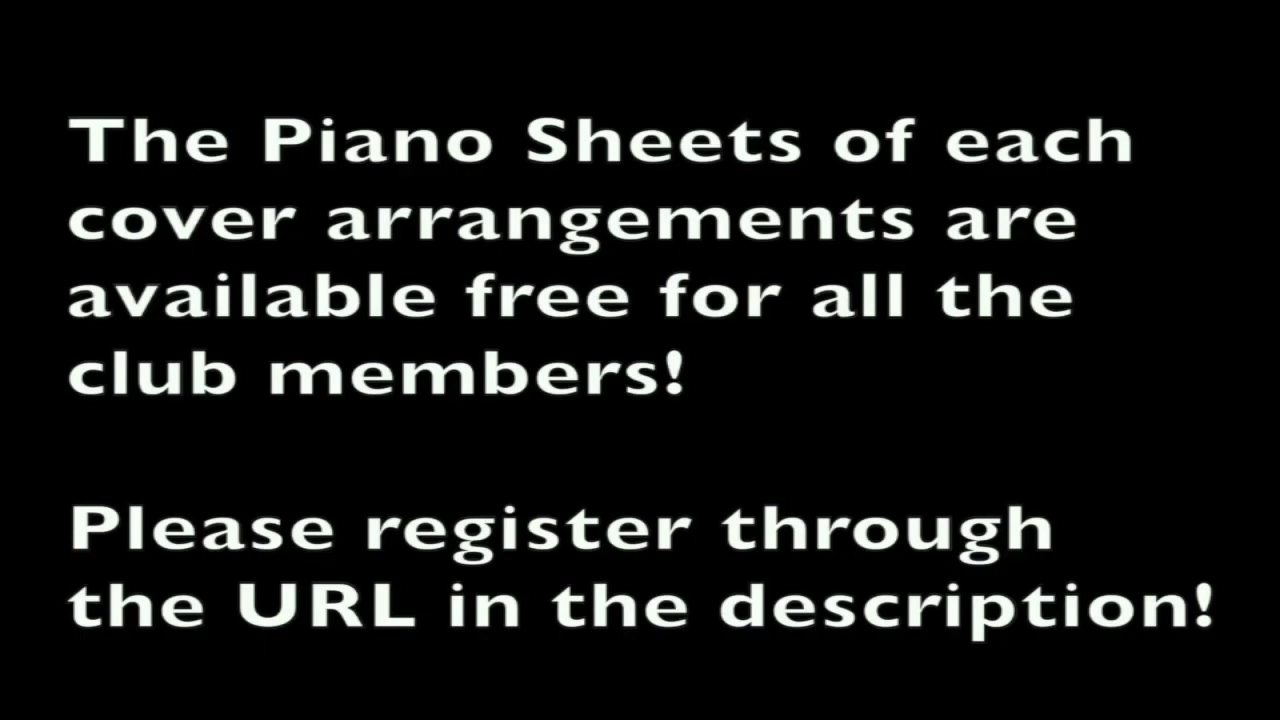 The Piano Sheets of each
cover arrangements are
available free for all the
club members!
Please register through
the URL in the description!